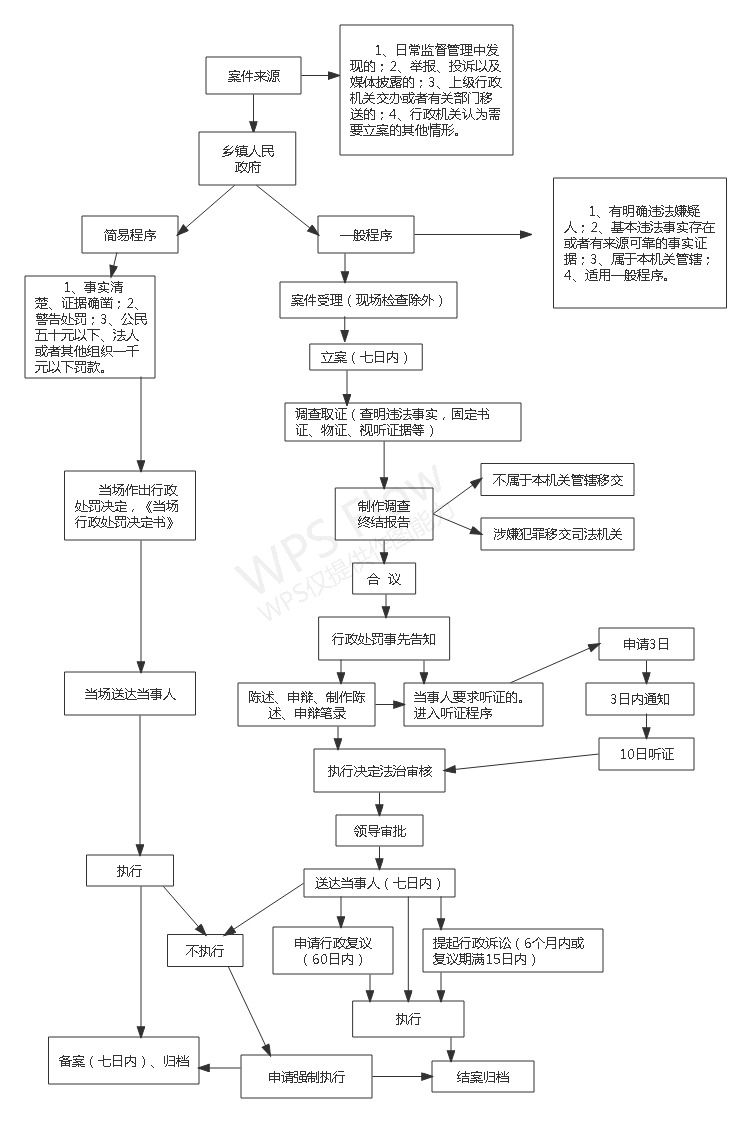 1、日常监督管理中发
现的；2、举报、投诉以及
媒体披露的；3、上级行政
机关交办或者有关部门移
送的；4、行政机关认为需
要立案的其他情形。
案件来源
乡镇人民
政府
简易程序
一般程序
1、有明确违法嫌疑
人；2、基本违法事实存在
或者有来源可靠的事实证
据；3、属于本机关管辖；
4、适用一般程序。
1、事实清
楚、证据确凿；2、
警告处罚；3、公民
五十元以下、法人
或者其他组织一千
元以下罚款。
案件受理（现场检查除外）
立案（七日内）
调查取证（查明违法事实，固定书
证、物证、视听证据等）
当场作出行政
处罚决定，《当场
行政处罚决定书》
制作调查
终结报告
不属于本机关管辖移交
涉嫌犯罪移交司法机关
合 议
行政处罚事先告知
申请3日
当场送达当事人
陈述、申辩、制作陈
述、申辩笔录
当事人要求听证的。
进入听证程序
3日内通知
10日听证
执行决定法治审核
领导审批
执行
送达当事人（七日内）
不执行
申请行政复议
（60日内）
提起行政诉讼（6个月内或
复议期满15日内）
执行
备案（七日内）、归档
申请强制执行
结案归档
WPS Flow
WPS仅提供作图能力